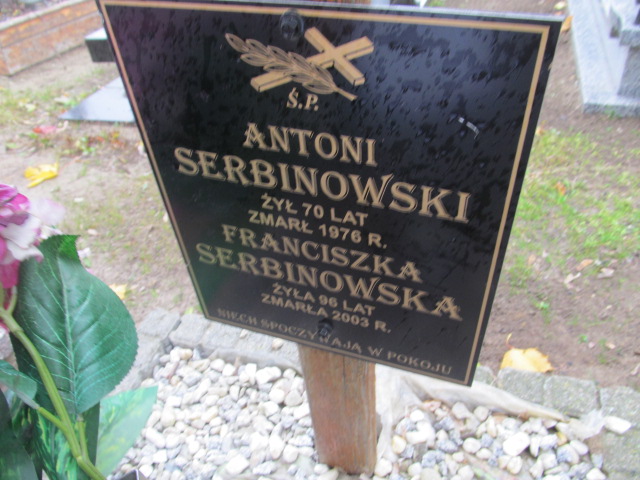 Ś.P.
ANTONI
SERBINOWSKI
ŻYŁ 70 LAT
ZMARŁ 1976 R.
FRANCISZKA
SERBINOWSKA
ŻYŁA 96 LAT
ZMARŁA 2003 R.
NIECH SPOCZYWAJĄ W POKOJU